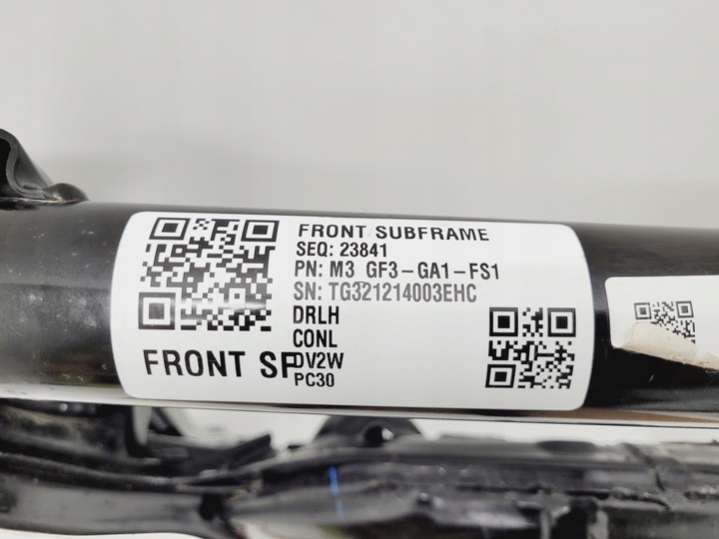 FRONT SUBFRAME
SEQ: 23841
PN: M3 GF3-GA1-FS1
SN: TG321214003EHC
DRLH
CONL
DV2W
PC30
FRONT SF